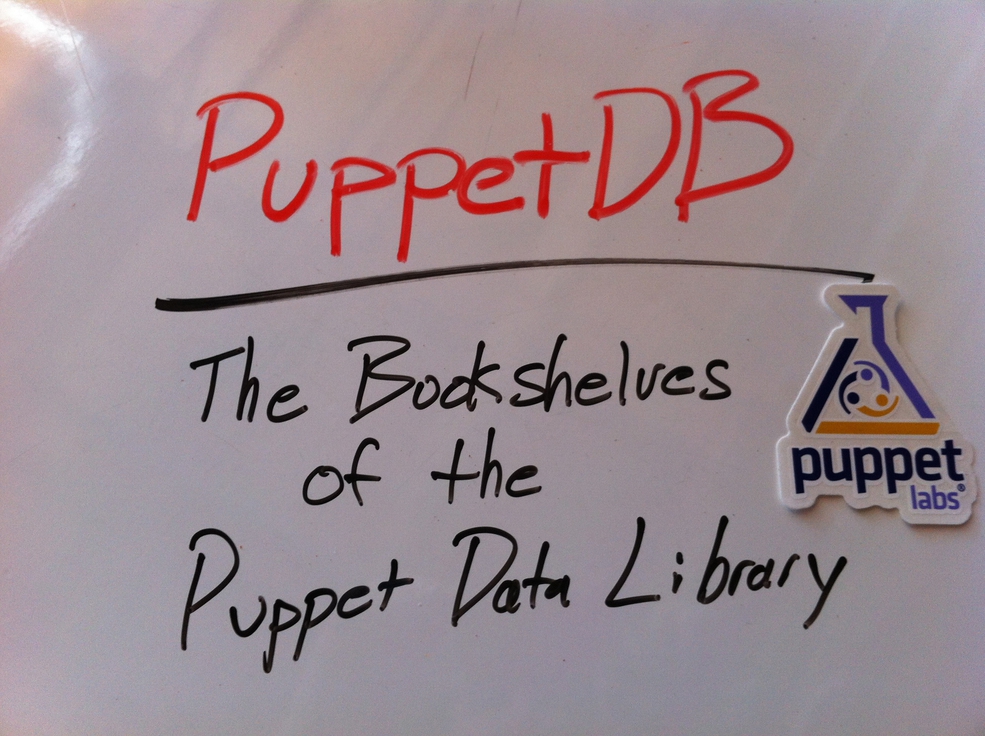 PuppetDB
The Bookshelves
of the
Puppet Data Library
puppet
labs®